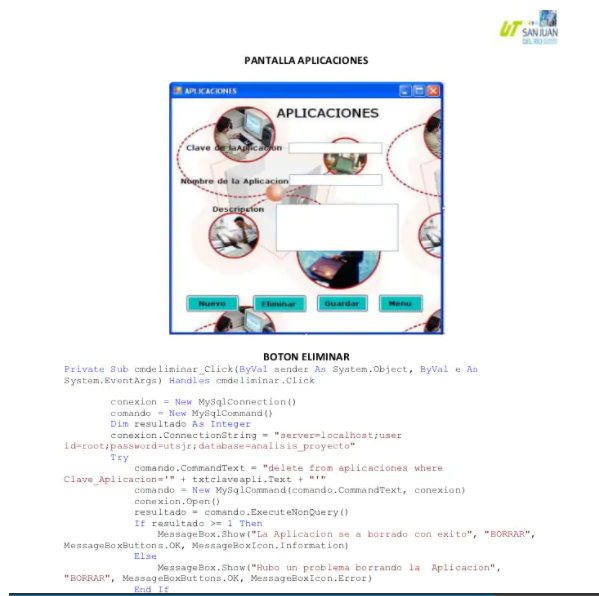 UT SAN JUAN
DEL RÍO
PANTALLA APLICACIONES
APLICACIONES
APLICACIONES
Clave de laAplicacion
Nombre de la Aplicacion
Descripcion
Nuevo Eliminar Guardar Menu
BOTON ELIMINAR
Private Sub cmdeliminar_Click(ByVal sender As System.Object, ByVal e As
System.EventArgs) Handles cmdeliminar.Click
conexion = New MySqlConnection()
comando = New MySqlCommand()
Dim resultado As Integer
conexion.ConnectionString = "server=localhost;user
id=root;password=utsjr;database=analisis_proyecto"
Try
comando.CommandText = "delete from aplicaciones where
Clave_Aplicacion='" + txtclaveapli.Text + "'"
comando = New MySqlCommand(comando.CommandText, conexion)
conexion.Open()
resultado = comando.ExecuteNonQuery()
If resultado >= 1 Then
MessageBox.Show("La Aplicacion se a borrado con exito", "BORRAR",
MessageBoxButtons.OK, MessageBoxIcon.Information)
Else
MessageBox.Show("Hubo un problema borrando la Aplicacion",
"BORRAR", MessageBoxButtons.OK, MessageBoxIcon.Error)
End If